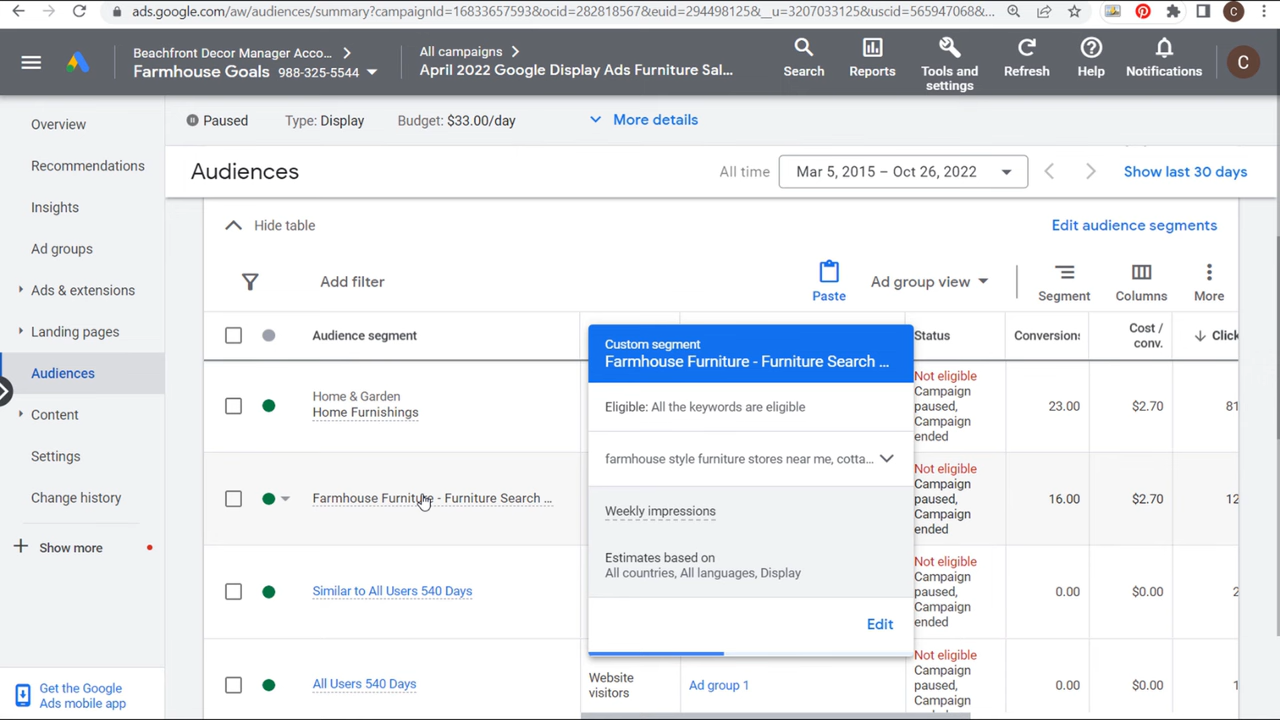 ads.google.com/aw/audiences/summary?campaignId=16833657593&ocid=282818567&euid=294498125&__u=3207033125&uscid=565947068&...
C
Beachfront Decor Manager Acco...
Farmhouse Goals 988-325-5544
All campaigns
April 2022 Google Display Ads Furniture Sal...
Search
Reports
Tools and
settings
Refresh
Help
Notifications
C
Overview
Recommendations
Insights
Ad groups
Ads & extensions
Landing pages
Audiences
Content
Settings
Change history
Show more
Get the Google
Ads mobile app
Paused
Type: Display
Budget: $33.00/day
More details
Audiences
All time
Mar 5, 2015 – Oct 26, 2022
Show last 30 days
Hide table
Edit audience segments
Add filter
Paste
Ad group view
Segment
Columns
More
Audience segment
Status
Conversions
Cost /
conv.
Click
Home & Garden
Home Furnishings
Not eligible
Campaign
paused,
Campaign
ended
23.00
$2.70
81
Farmhouse Furniture - Furniture Search ...
Not eligible
Campaign
paused,
Campaign
ended
16.00
$2.70
12
Similar to All Users 540 Days
Not eligible
Campaign
paused,
Campaign
ended
0.00
$0.00
2
All Users 540 Days
Website
visitors
Ad group 1
Not eligible
Campaign
paused,
Campaign
0.00
$0.00
Custom segment
Farmhouse Furniture - Furniture Search ...
Eligible: All the keywords are eligible
farmhouse style furniture stores near me, cotta...
Weekly impressions
Estimates based on
All countries, All languages, Display
Edit